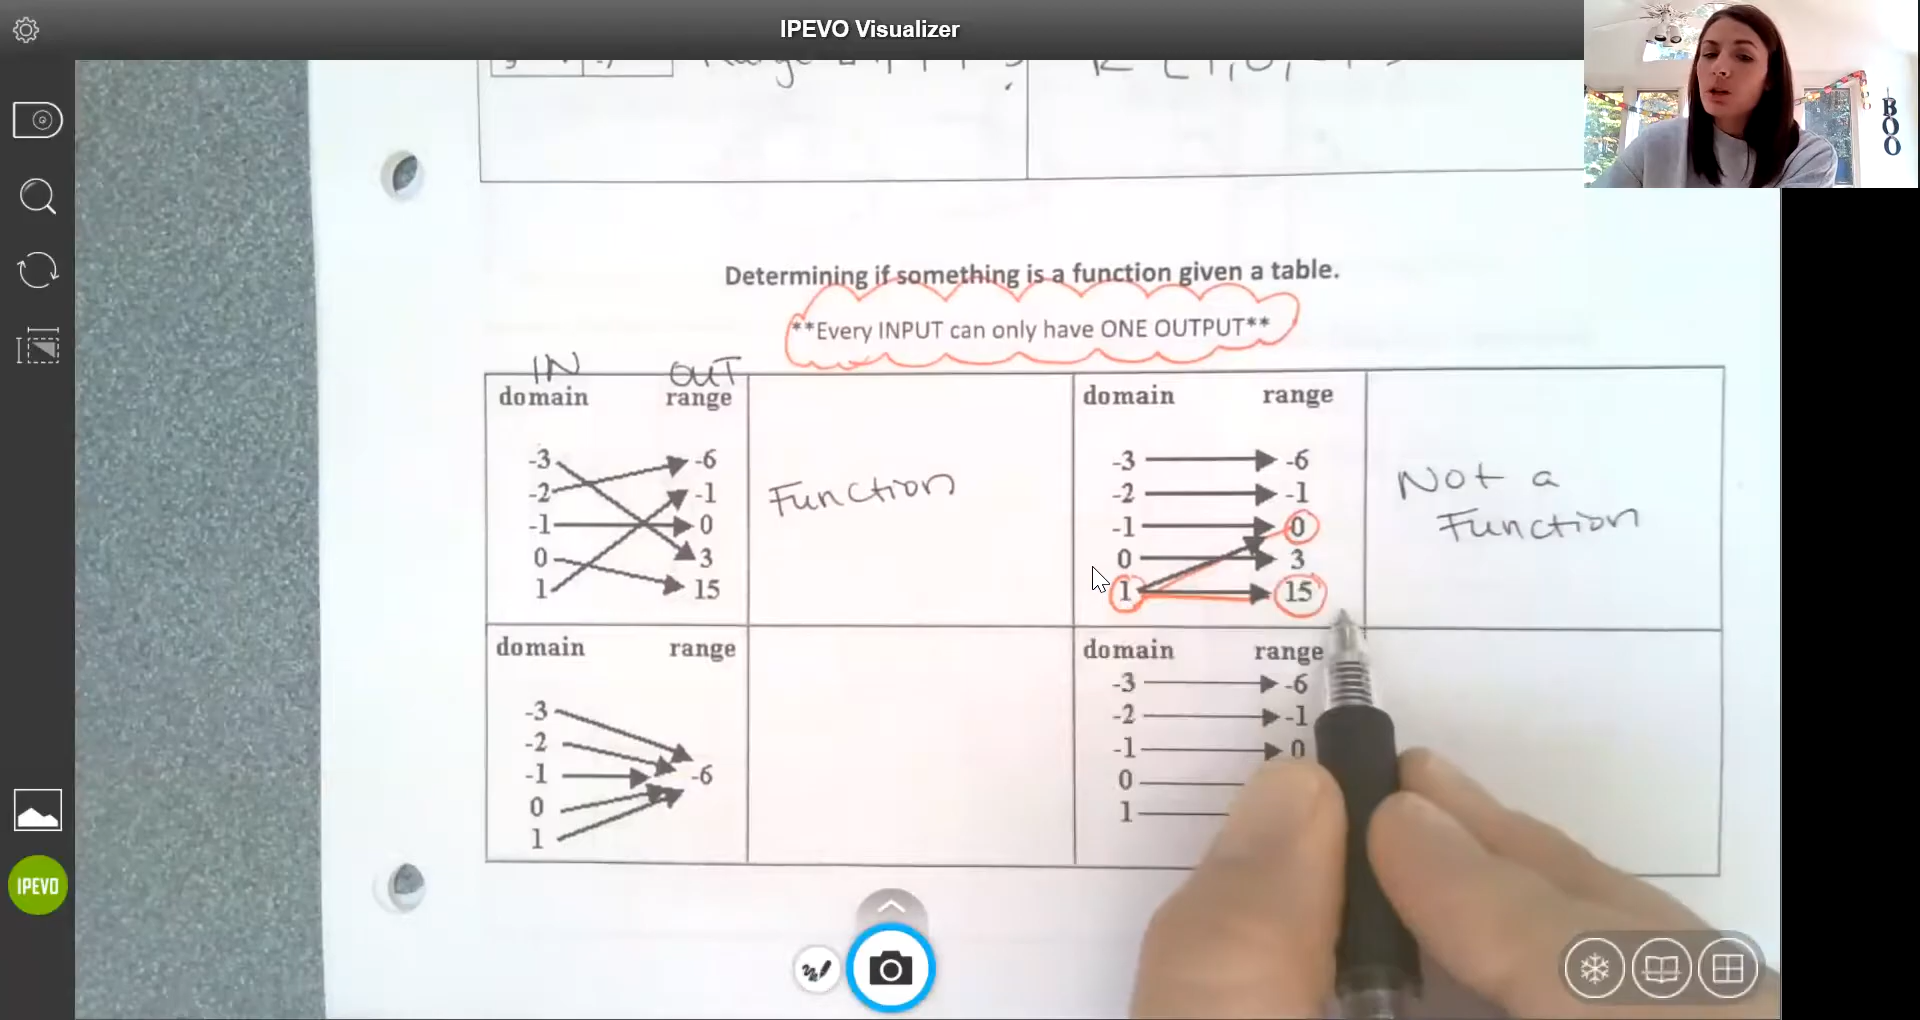 IPEVO Visualizer
Range
BOO
Determining if something is a function given a table.
**Every INPUT can only have ONE OUTPUT**
IN OUT
domain range
-3 -6
-2 -1
-1 0
0 3
1 15
Function
domain range
-3 -6
-2 -1
-1 0
0 3
1 15
Not a
Function
domain range
-3
-2
-1 -6
0
1
domain range
-3 -6
-2 -1
-1 0
0
1
IPEVO